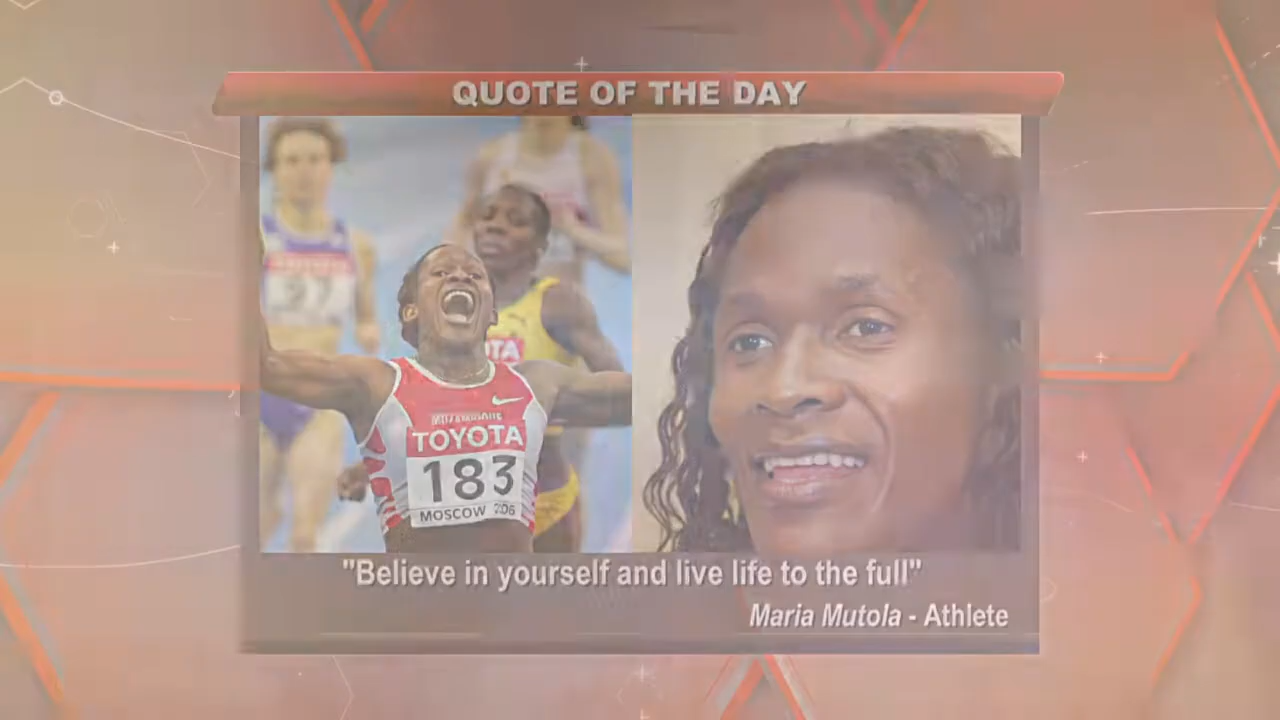 QUOTE OF THE DAY
97
TOYOTA
183
MOSCOW
"Believe in yourself and live life to the full"
Maria Mutola - Athlete